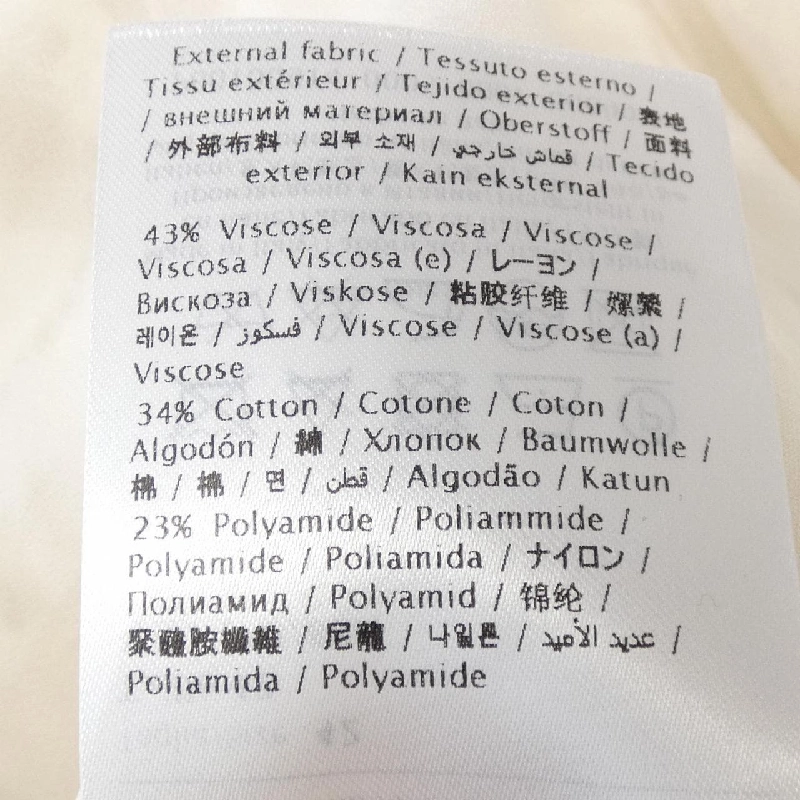 External fabric / Tessuto esterno /
Tissu extérieur / Tejido exterior / 表地
/ внешний материал / Oberstoff / 面料
/ 外部布料 / 외부 소재 / قماش خارجي / Tecido
exterior / Kain eksternal
43% Viscose / Viscosa / Viscose /
Viscosa / Viscosa (e) / レーヨン /
Вискоза / Viskose / 粘胶纤维 / 嫘縈 /
레이온 / فسكوز / Viscose / Viscose (a) /
Viscose
34% Cotton / Cotone / Coton /
Algodón / 綿 / Хлопок / Baumwolle /
棉 / 棉 / 면 / قطن / Algodão / Katun
23% Polyamide / Poliammide /
Polyamide / Poliamida / ナイロン /
Полиамид / Polyamid / 锦纶 /
聚醯胺纖維 / 尼龍 / 나일론 / عديد الأميد /
Poliamida / Polyamide